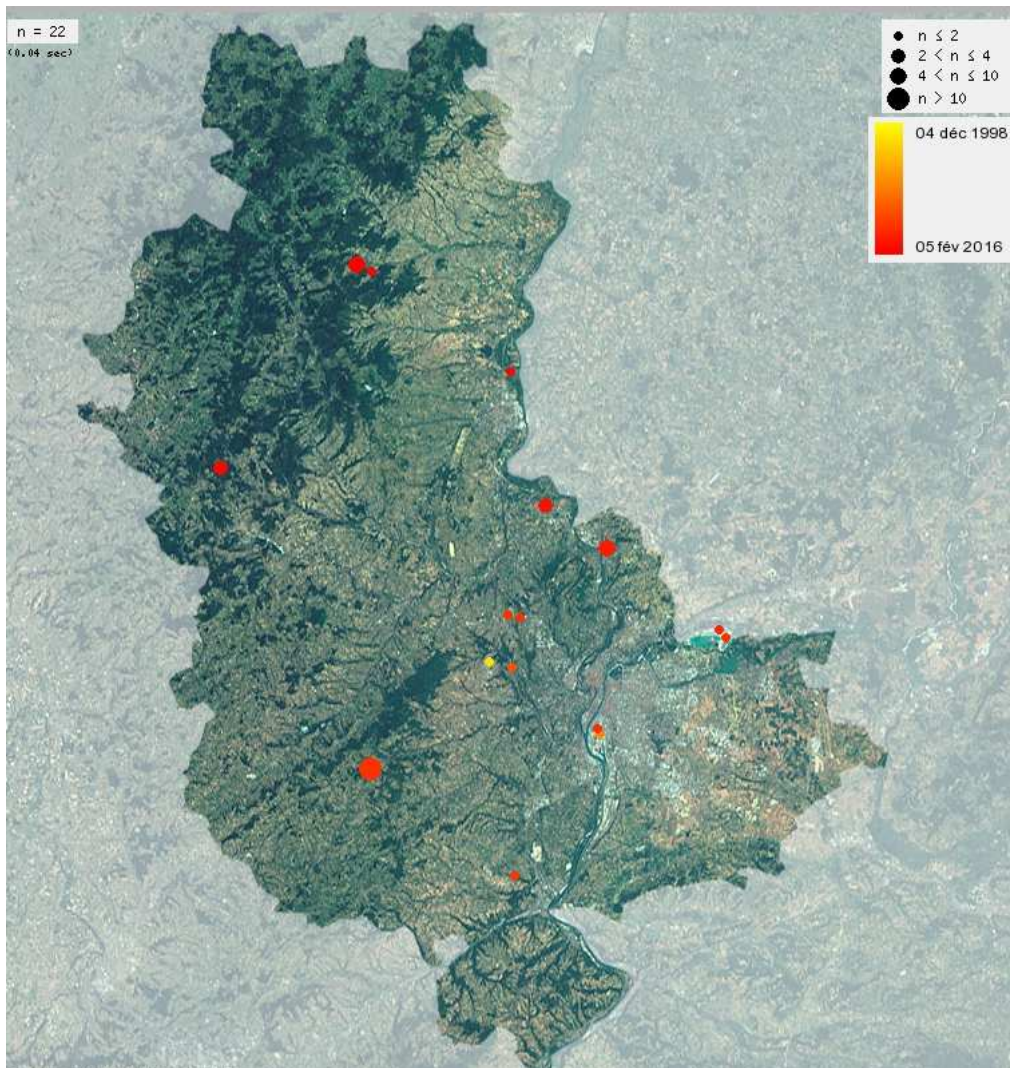 n = 22
(0.04 sec)
n ≤ 2
2 < n ≤ 4
4 < n ≤ 10
n > 10
04 déc 1998
05 fév 2016